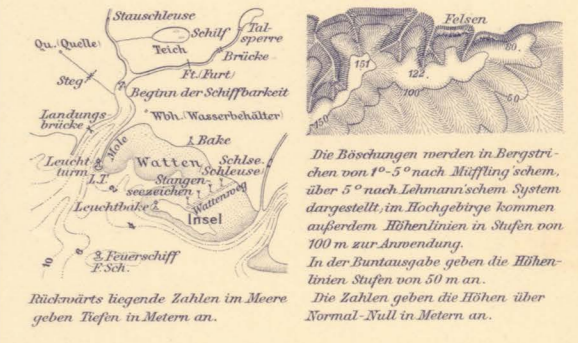 Stauschleuse
Schilf
Tal-
sperre
Qu. (Quelle)
Teich
Brücke
Steg
Ft. (Furt)
Beginn der Schiffbarkeit
Landungs-
brücke
Wbh. (Wasserbehälter)
Mole
Bake
Leucht-
turm
L.T.
Watten
Schlse.
Schleuse
Stangen-
seezeichen
Wattenweg
Leuchtbake
Insel
2
4
6
10
Feuerschiff
F.Sch.
Rückwärts liegende Zahlen im Meere
geben Tiefen in Metern an.
Felsen
151
122.
80.
100
50
150
Die Böschungen werden in Bergstri-
chen von 1°-5° nach Müffling'schem,
über 5° nach Lehmann'schem System
dargestellt; im Hochgebirge kommen
außerdem Höhenlinien in Stufen von
100 m zur Anwendung.
In der Buntausgabe geben die Höhen-
linien Stufen von 50 m an.
Die Zahlen geben die Höhen über
Normal-Null in Metern an.